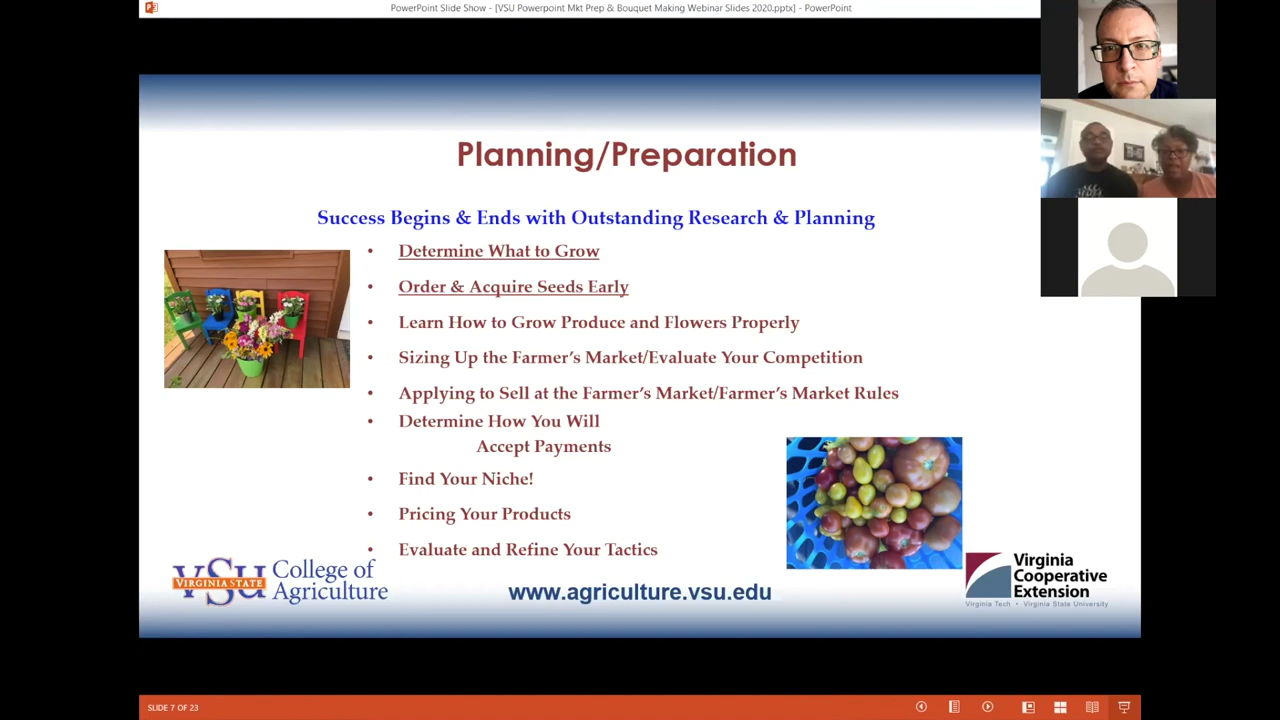 PowerPoint Slide Show - [VSU Powerpoint Mkt Prep & Bouquet Making Webinar Slides 2020.pptx] - PowerPoint
Planning/Preparation
Success Begins & Ends with Outstanding Research & Planning
• Determine What to Grow
• Order & Acquire Seeds Early
• Learn How to Grow Produce and Flowers Properly
• Sizing Up the Farmer's Market/Evaluate Your Competition
• Applying to Sell at the Farmer's Market/Farmer's Market Rules
• Determine How You Will
Accept Payments
• Find Your Niche!
• Pricing Your Products
• Evaluate and Refine Your Tactics
VSU
VIRGINIA STATE
College of
Agriculture
www.agriculture.vsu.edu
Virginia
Cooperative
Extension
Virginia Tech • Virginia State University
SLIDE 7 OF 23